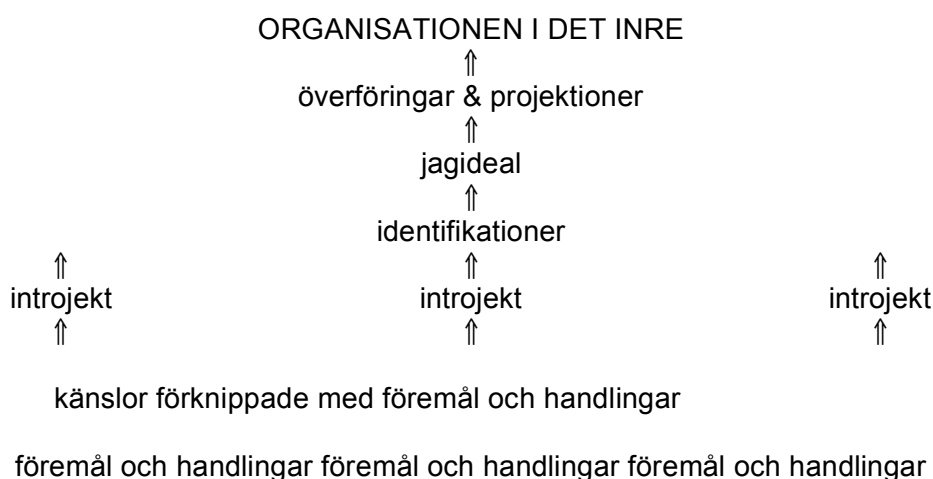 ORGANISATIONEN I DET INRE
⇑
överföringar & projektioner
⇑
jagideal
⇑
identifikationer
⇑ ⇑ ⇑
introjekt introjekt introjekt
⇑ ⇑ ⇑
känslor förknippade med föremål och handlingar
föremål och handlingar föremål och handlingar föremål och handlingar